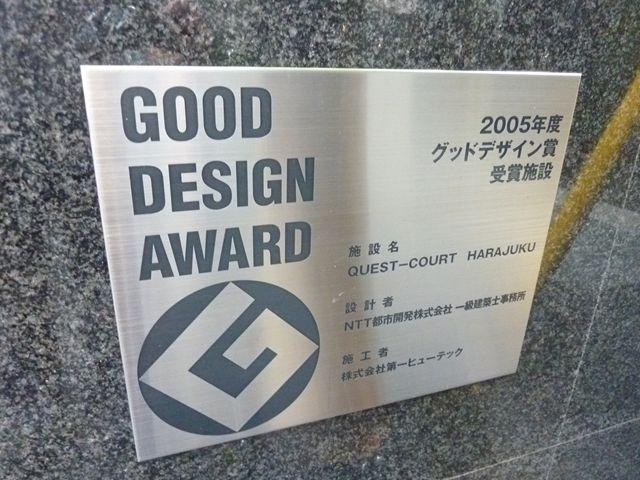 GOOD
DESIGN
AWARD
2005年度
グッドデザイン賞
受賞施設
施設名
QUEST-COURT HARAJUKU
設計者
NTT都市開発株式会社 一級建築士事務所
施工者
株式会社第一ヒューテック